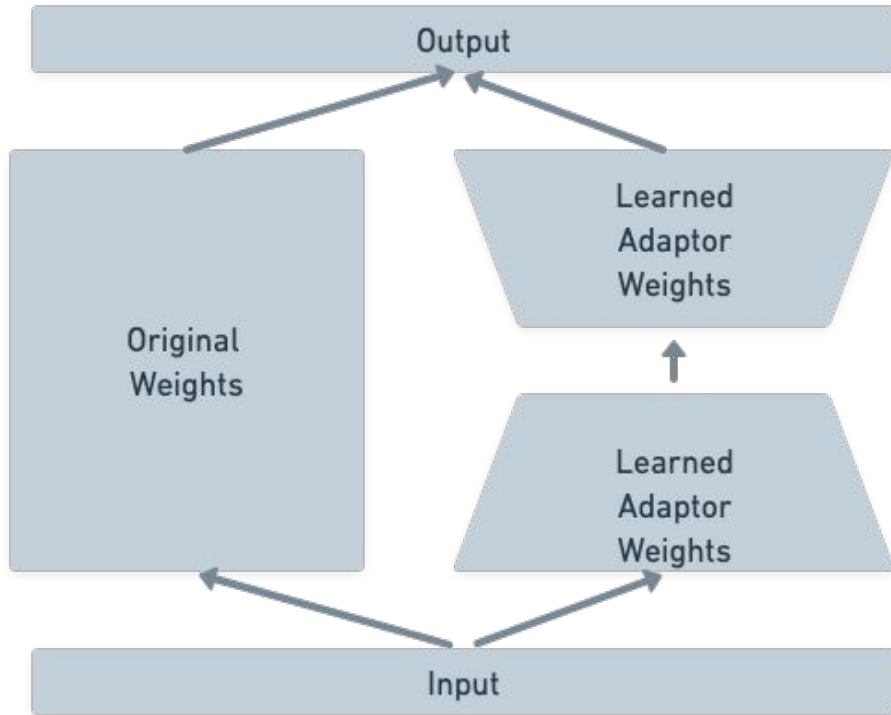 Output
Learned
Adaptor
Weights
Original
Weights
Learned
Adaptor
Weights
Input